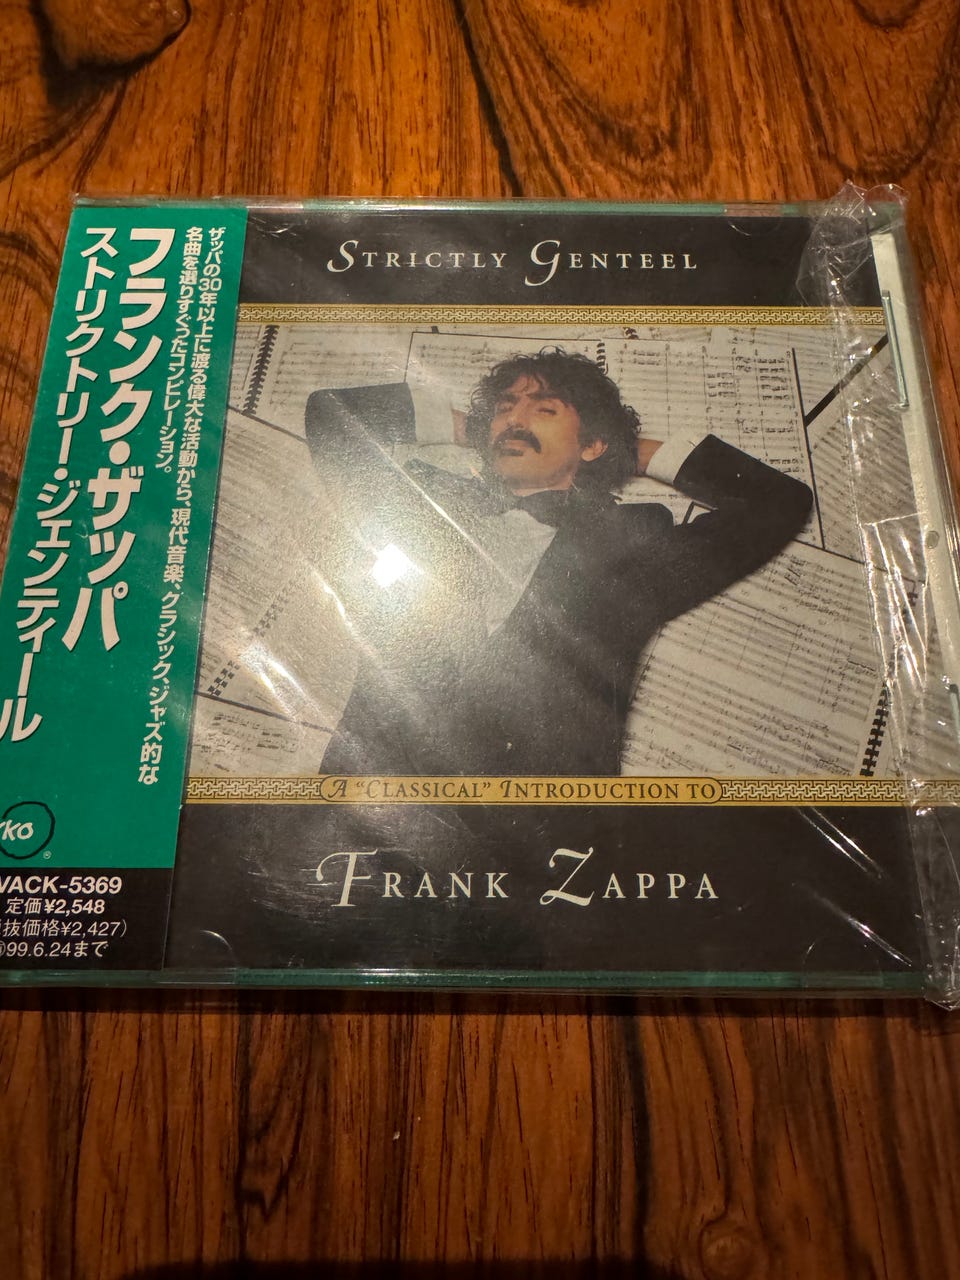 ザッパの30年以上に渡る偉大な活動から、現代音楽、クラシック、ジャズ的な
名曲を選りすぐったコンピレーション。
フランク・ザッパ
ストリクトリー・ジェンティール
VACK-5369
定価¥2,548
抜価格¥2,427)
99.6.24まで
STRICTLY GENTEEL
A "CLASSICAL" INTRODUCTION TO
FRANK ZAPPA